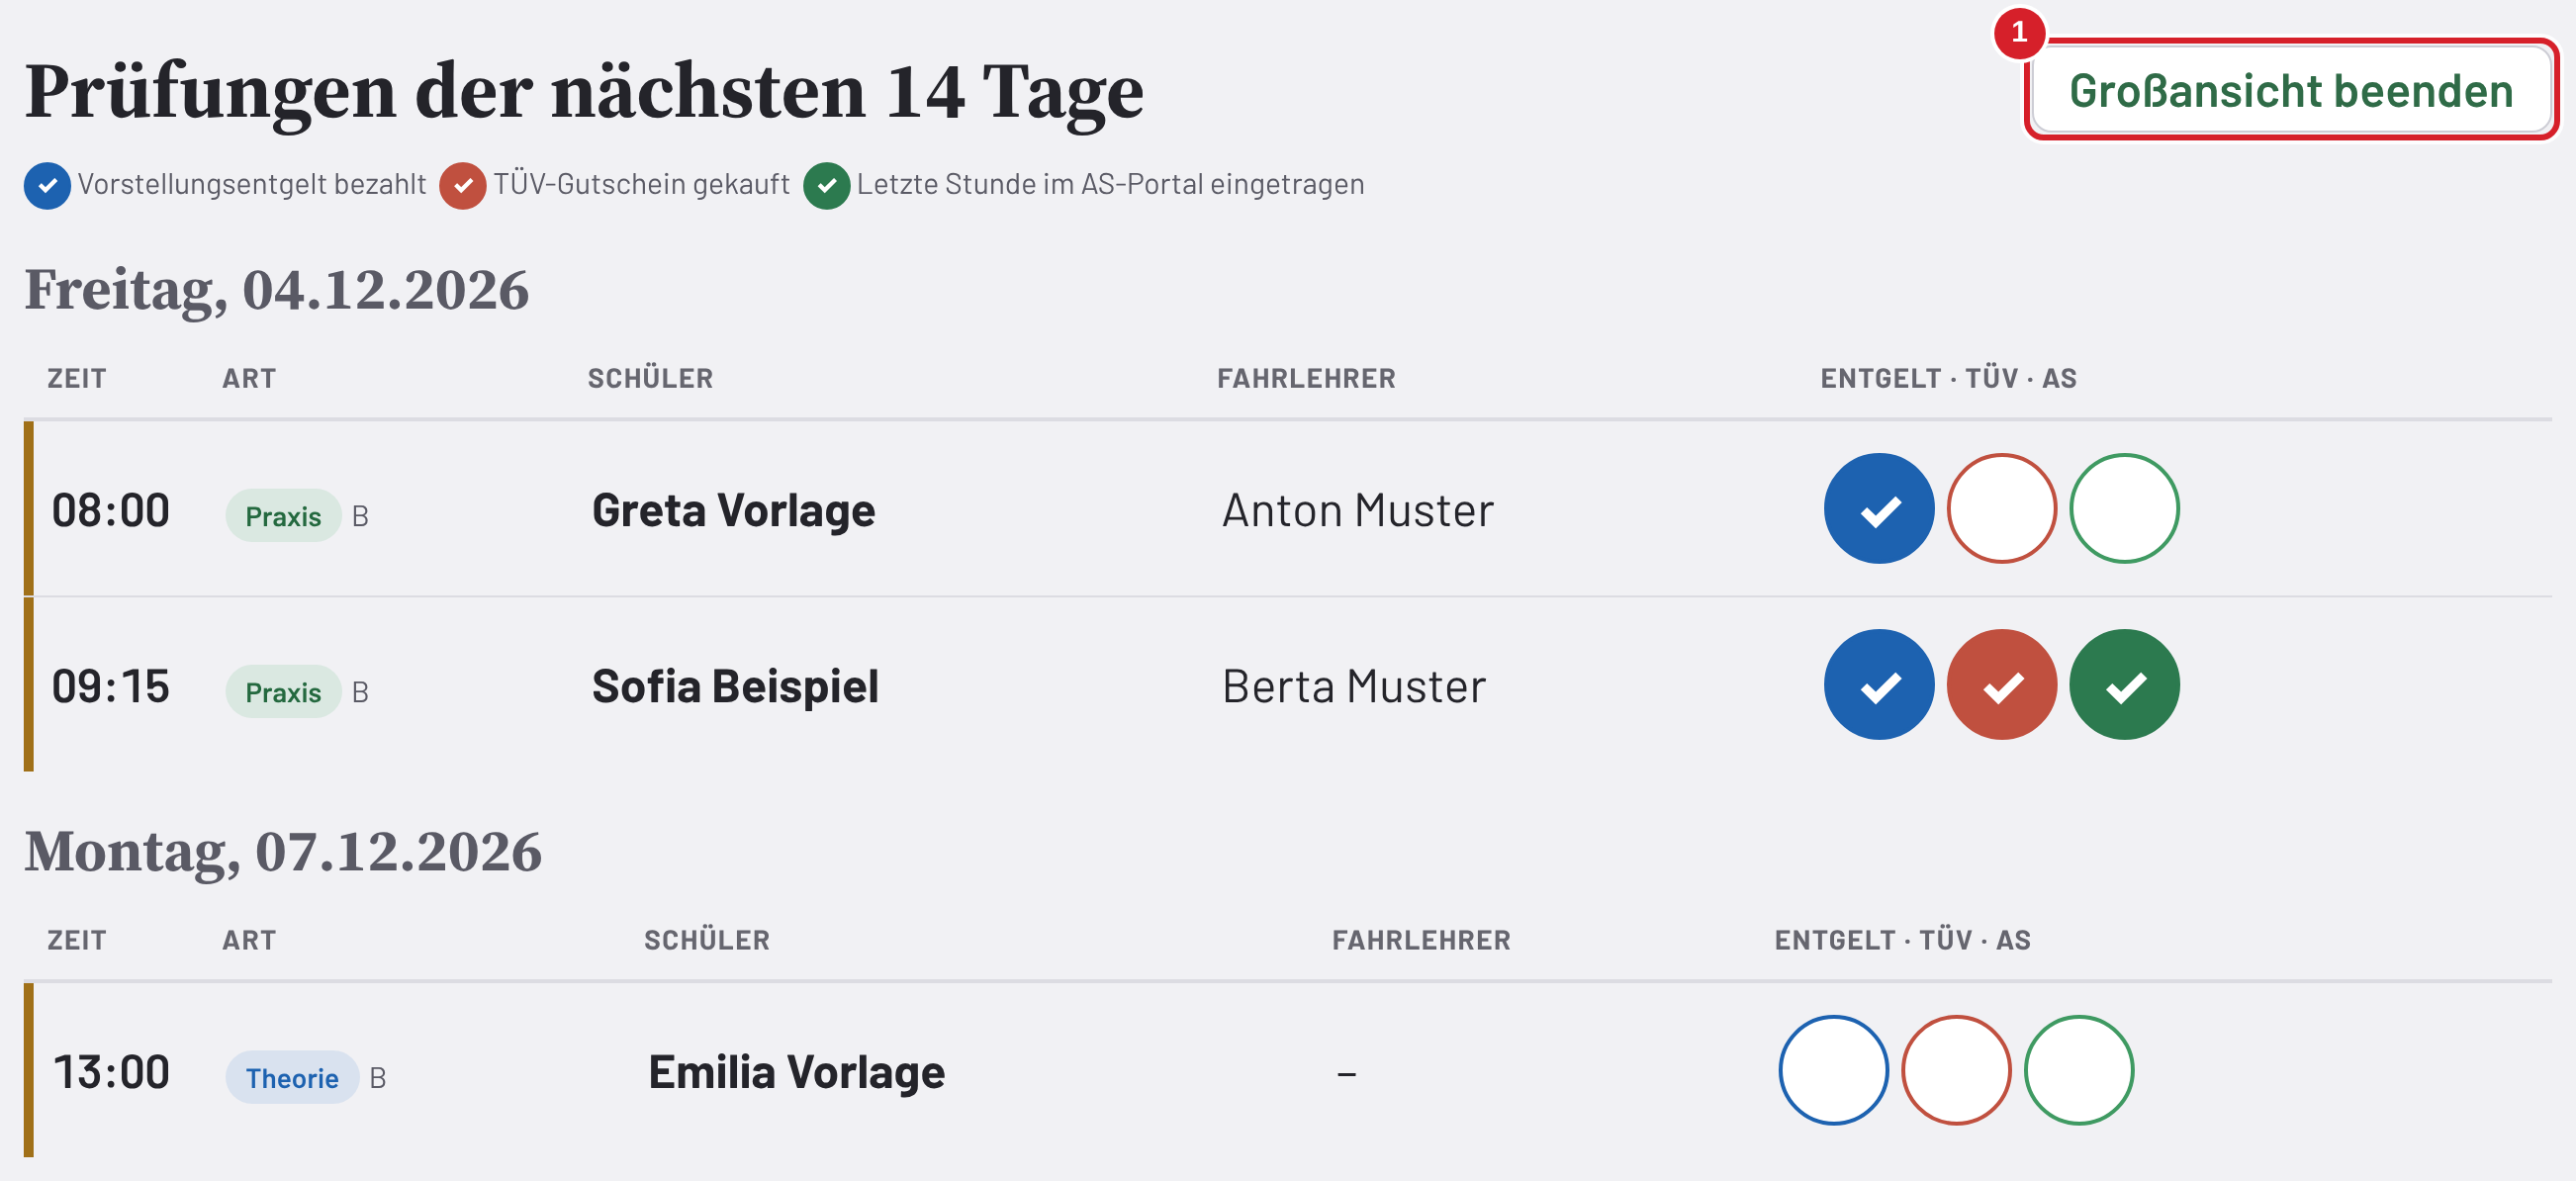 1
Prüfungen der nächsten 14 Tage
Großansicht beenden
Vorstellungsentgelt bezahlt TÜV-Gutschein gekauft Letzte Stunde im AS-Portal eingetragen
Freitag, 04.12.2026
ZEIT ART SCHÜLER FAHRLEHRER ENTGELT · TÜV · AS
08:00 Praxis B Greta Vorlage Anton Muster
09:15 Praxis B Sofia Beispiel Berta Muster
Montag, 07.12.2026
ZEIT ART SCHÜLER FAHRLEHRER ENTGELT · TÜV · AS
13:00 Theorie B Emilia Vorlage –